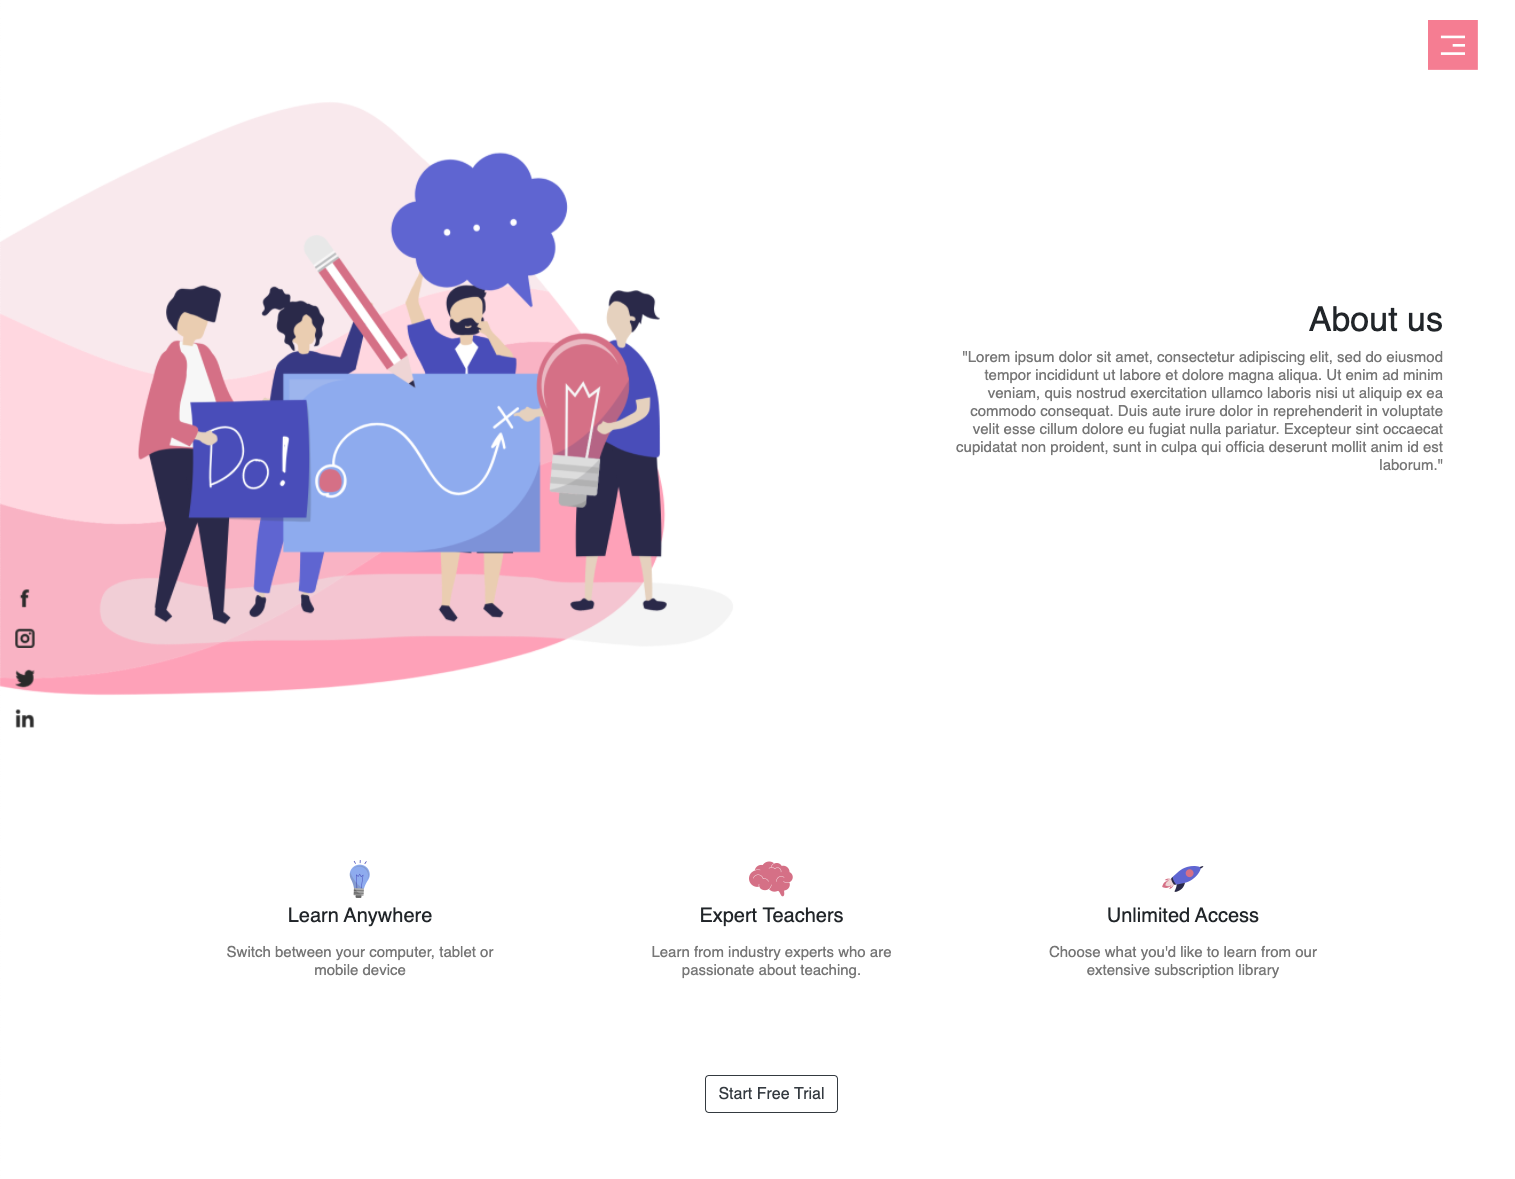 About us
"Lorem ipsum dolor sit amet, consectetur adipiscing elit, sed do eiusmod
tempor incididunt ut labore et dolore magna aliqua. Ut enim ad minim
veniam, quis nostrud exercitation ullamco laboris nisi ut aliquip ex ea
commodo consequat. Duis aute irure dolor in reprehenderit in voluptate
velit esse cillum dolore eu fugiat nulla pariatur. Excepteur sint occaecat
cupidatat non proident, sunt in culpa qui officia deserunt mollit anim id est
laborum."
Do!
Learn Anywhere
Switch between your computer, tablet or
mobile device
Expert Teachers
Learn from industry experts who are
passionate about teaching.
Unlimited Access
Choose what you'd like to learn from our
extensive subscription library
Start Free Trial